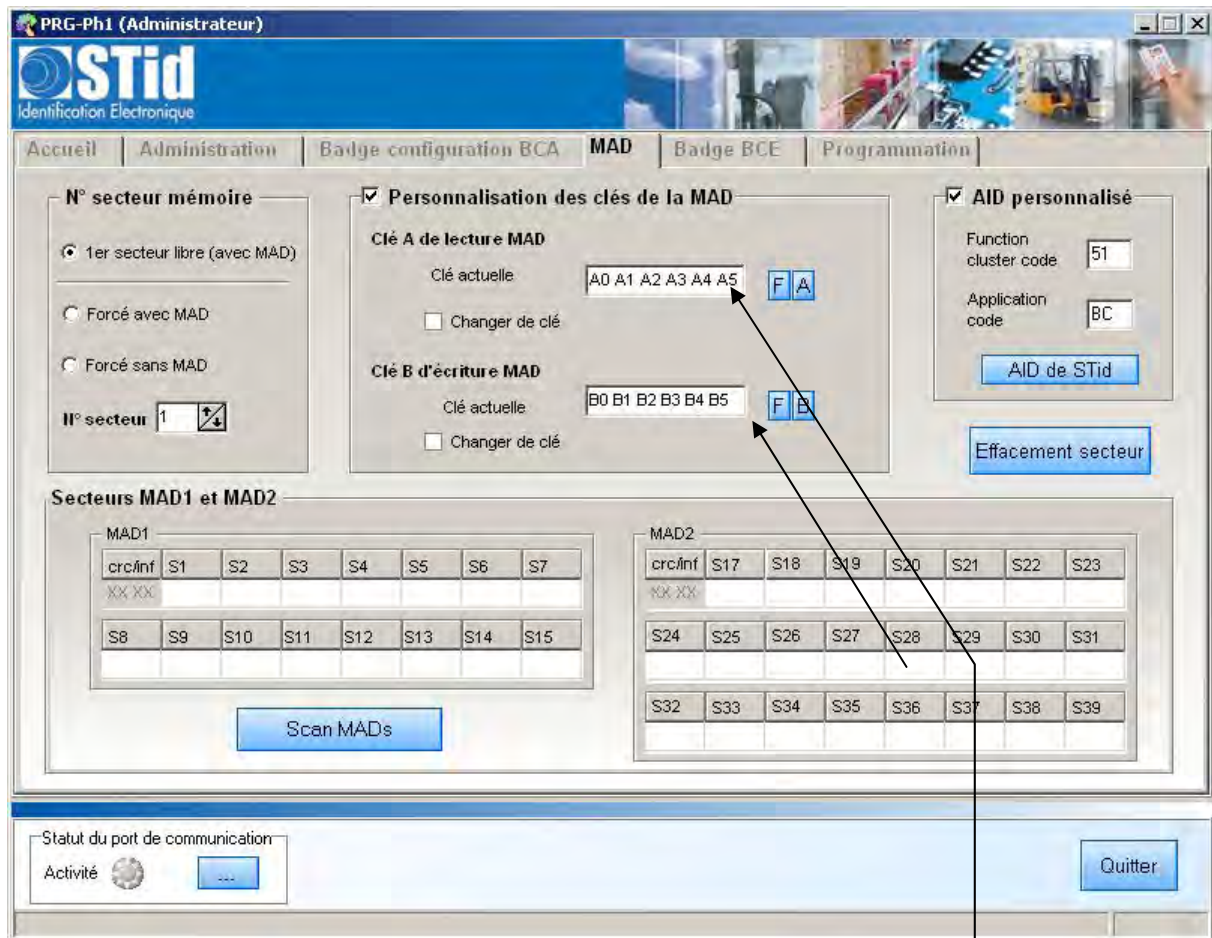 PRG-Ph1 (Administrateur)
STid
Identification Electronique
Accueil Administration Badge configuration BCA MAD Badge BCE Programmation
N° secteur mémoire
1er secteur libre (avec MAD)
Forcé avec MAD
Forcé sans MAD
N° secteur 1
Personnalisation des clés de la MAD
Clé A de lecture MAD
Clé actuelle A0 A1 A2 A3 A4 A5 F A
Changer de clé
Clé B d'écriture MAD
Clé actuelle B0 B1 B2 B3 B4 B5 F B
Changer de clé
AID personnalisé
Function
cluster code 51
Application
code BC
AID de STid
Effacement secteur
Secteurs MAD1 et MAD2
MAD1
crc/inf S1 S2 S3 S4 S5 S6 S7
XX XX
S8 S9 S10 S11 S12 S13 S14 S15
Scan MADs
MAD2
crc/inf S17 S18 S19 S20 S21 S22 S23
XX XX
S24 S25 S26 S27 S28 S29 S30 S31
S32 S33 S34 S35 S36 S37 S38 S39
Statut du port de communication
Activité ...
Quitter